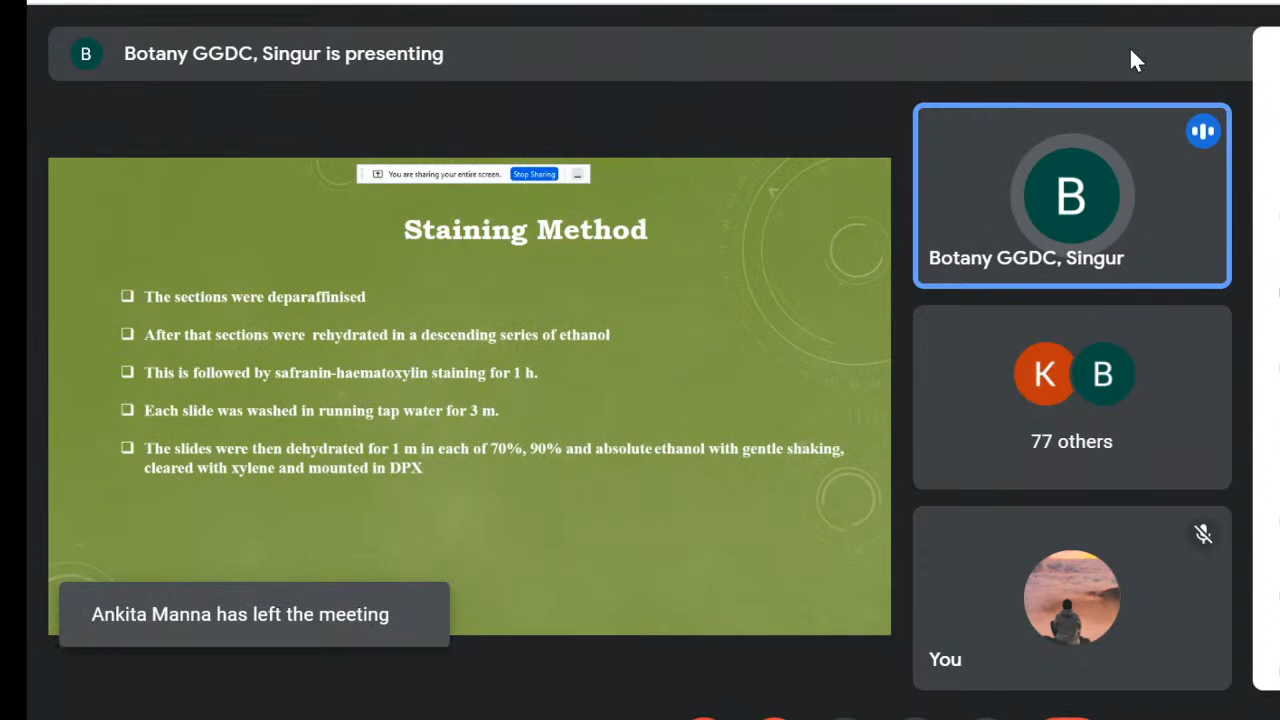 B Botany GGDC, Singur is presenting
You are sharing your entire screen. Stop Sharing
Staining Method
❑ The sections were deparaffinised
❑ After that sections were rehydrated in a descending series of ethanol
❑ This is followed by safranin-haematoxylin staining for 1 h.
❑ Each slide was washed in running tap water for 3 m.
❑ The slides were then dehydrated for 1 m in each of 70%, 90% and absolute ethanol with gentle shaking,
cleared with xylene and mounted in DPX
Ankita Manna has left the meeting
B
Botany GGDC, Singur
K B
77 others
You